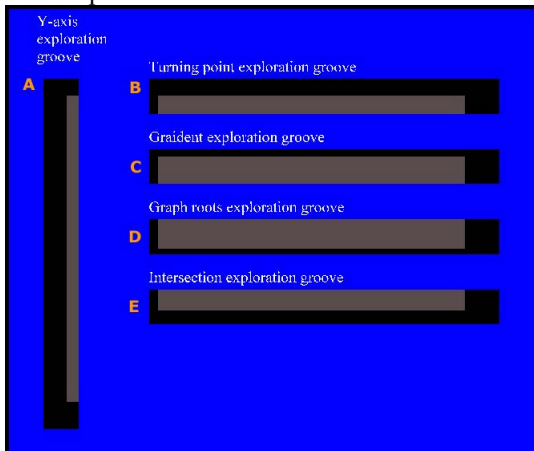 Y-axis
exploration
groove
A
Turning point exploration groove
B
Graident exploration groove
C
Graph roots exploration groove
D
Intersection exploration groove
E